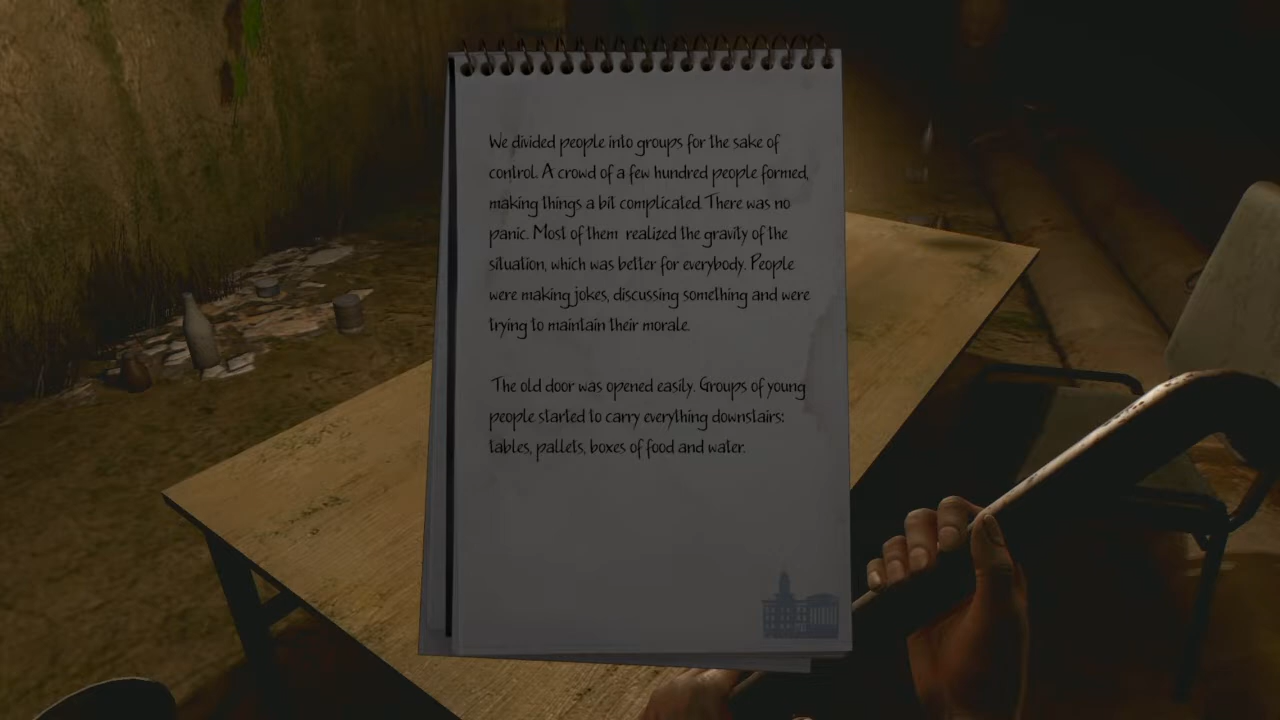 We divided people into groups for the sake of
control. A crowd of a few hundred people formed,
making things a bit complicated. There was no
panic. Most of them realized the gravity of the
situation, which was better for everybody. People
were making jokes, discussing something and were
trying to maintain their morale.
The old door was opened easily. Groups of young
people started to carry everything downstairs:
tables, pallets, boxes of food and water.